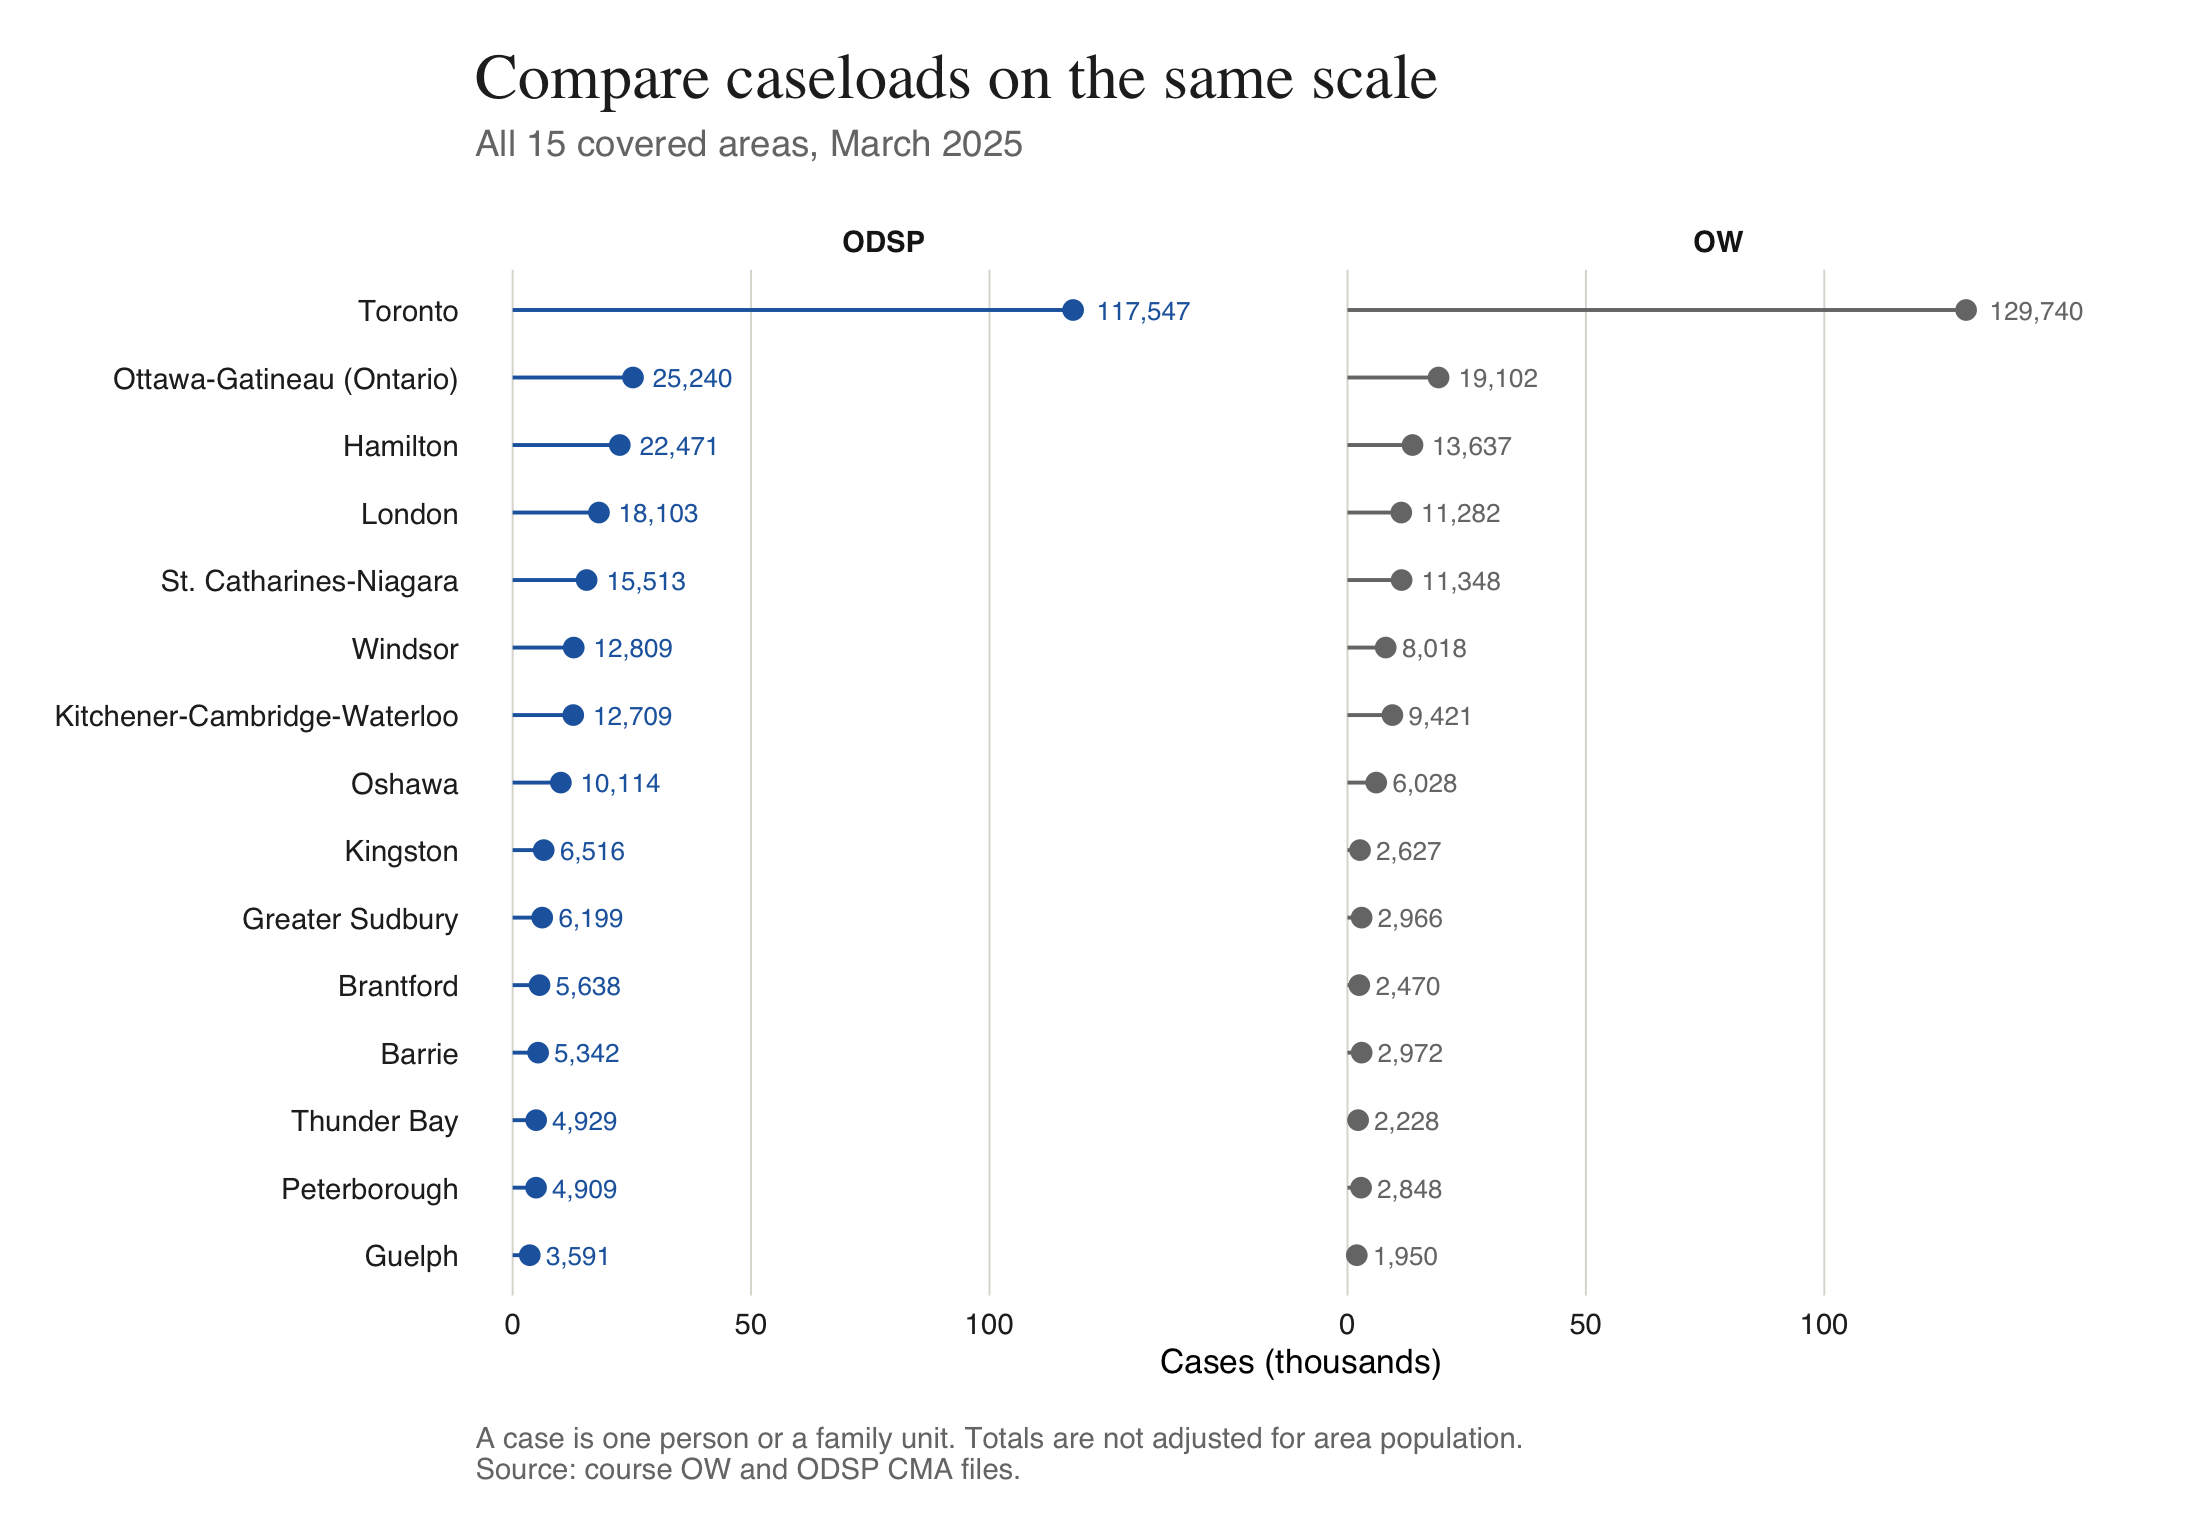 Compare caseloads on the same scale
All 15 covered areas, March 2025
ODSP OW
Toronto 117,547 129,740
Ottawa-Gatineau (Ontario) 25,240 19,102
Hamilton 22,471 13,637
London 18,103 11,282
St. Catharines-Niagara 15,513 11,348
Windsor 12,809 8,018
Kitchener-Cambridge-Waterloo 12,709 9,421
Oshawa 10,114 6,028
Kingston 6,516 2,627
Greater Sudbury 6,199 2,966
Brantford 5,638 2,470
Barrie 5,342 2,972
Thunder Bay 4,929 2,228
Peterborough 4,909 2,848
Guelph 3,591 1,950
0 50 100 0 50 100
Cases (thousands)
A case is one person or a family unit. Totals are not adjusted for area population.
Source: course OW and ODSP CMA files.